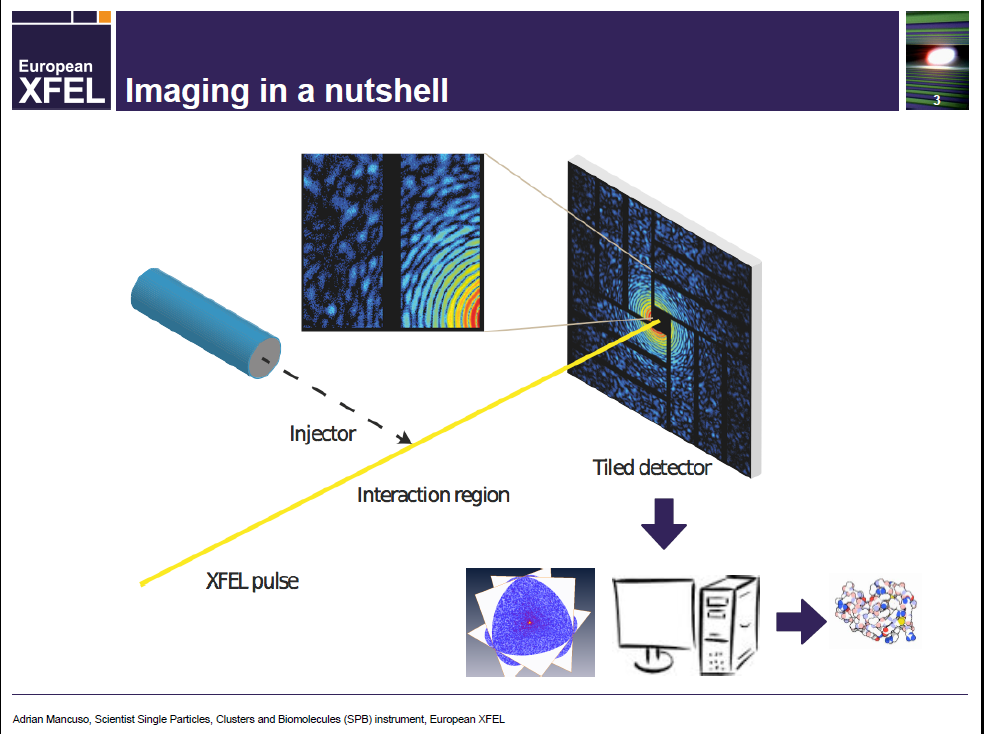 European
XFEL
Imaging in a nutshell
3
Injector
Interaction region
XFEL pulse
Tiled detector
Adrian Mancuso, Scientist Single Particles, Clusters and Biomolecules (SPB) instrument, European XFEL